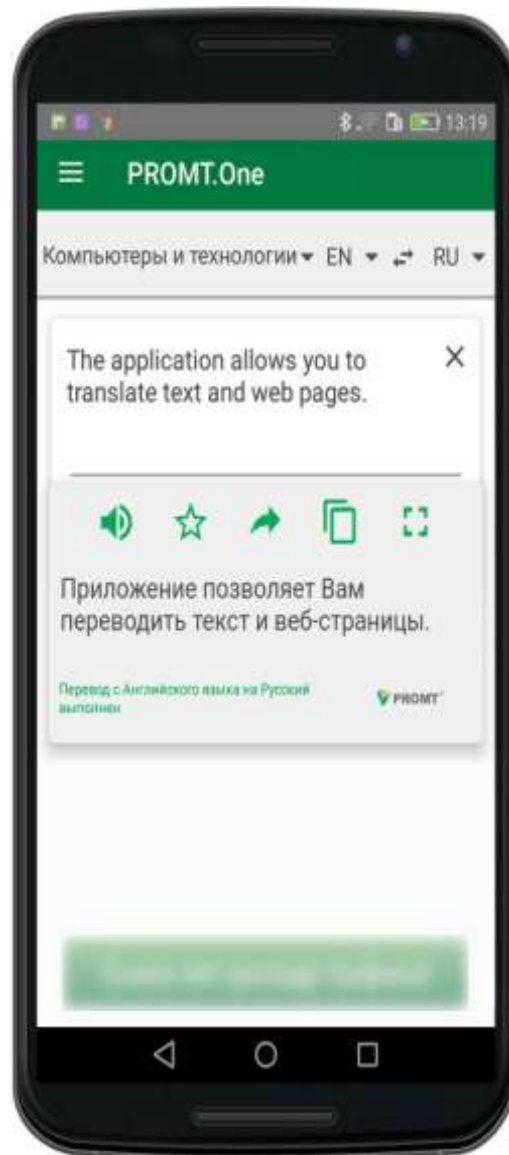 13:19
PROMT.One
Компьютеры и технологии EN RU
The application allows you to
translate text and web pages.
Приложение позволяет Вам
переводить текст и веб-страницы.
Перевод с Английского языка на Русский
выполнен
PROMT